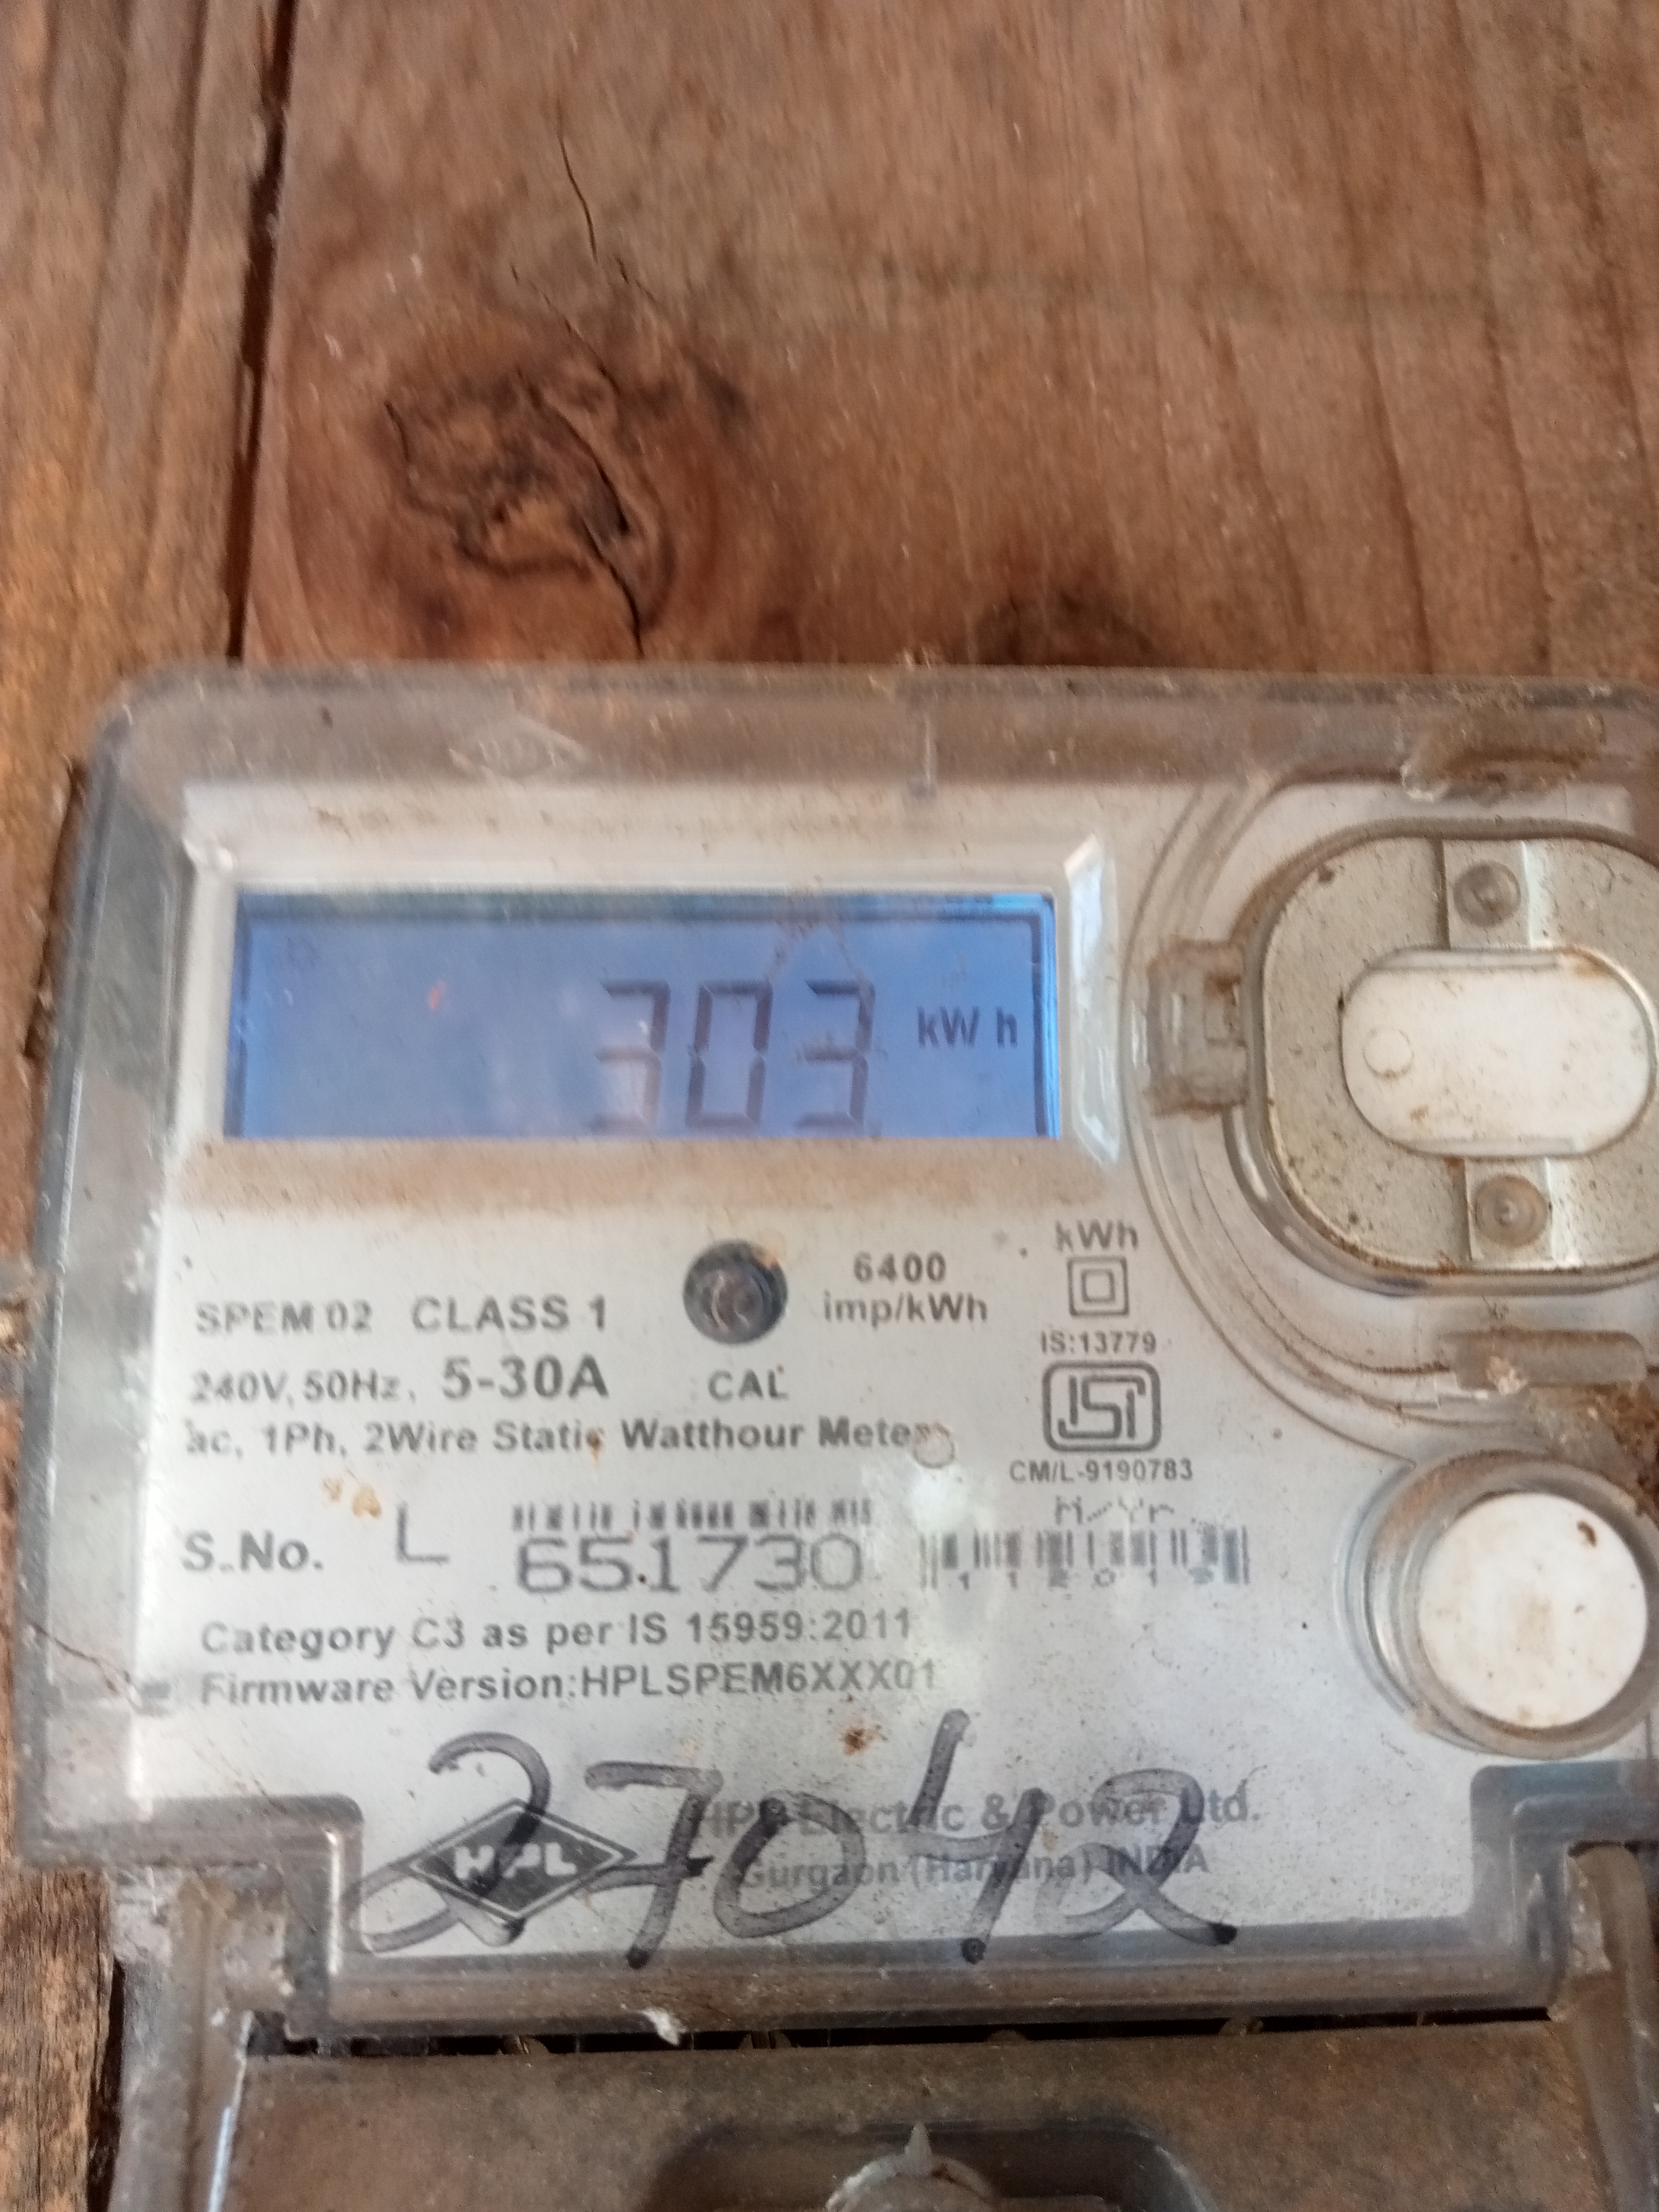 303 kW h
kWh
6400
imp/kWh
SPEM 02 CLASS 1
IS:13779
240V, 50Hz, 5-30A
CAL
ISI
ac, 1Ph, 2Wire Static Watthour Meter
CM/L-9190783
S.No. L 651730
Category C3 as per IS 15959:2011
Firmware Version:HPLSPEM6XXX01
27042
HPL
HPL Electric & Power Ltd.
Gurgaon (Haryana) INDIA